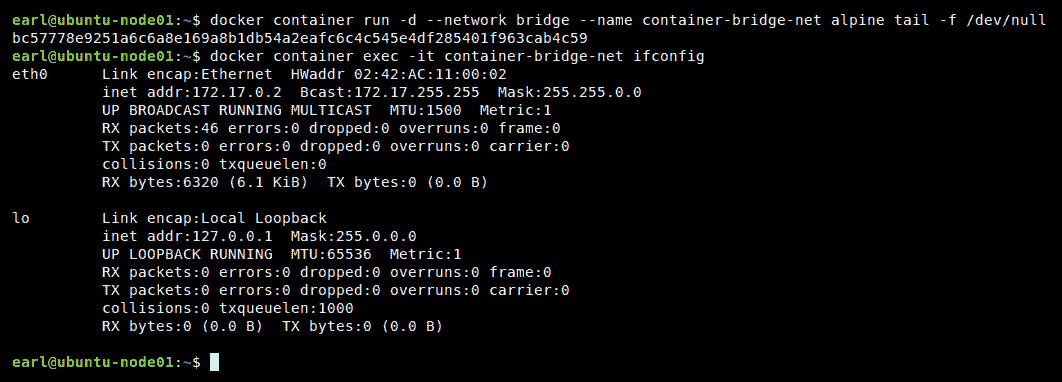 earl@ubuntu-node01:~$ docker container run -d --network bridge --name container-bridge-net alpine tail -f /dev/null
bc57778e9251a6c6a8e169a8b1db54a2eafc6c4c545e4df285401f963cab4c59
earl@ubuntu-node01:~$ docker container exec -it container-bridge-net ifconfig
eth0      Link encap:Ethernet  HWaddr 02:42:AC:11:00:02
          inet addr:172.17.0.2  Bcast:172.17.255.255  Mask:255.255.0.0
          UP BROADCAST RUNNING MULTICAST  MTU:1500  Metric:1
          RX packets:46 errors:0 dropped:0 overruns:0 frame:0
          TX packets:0 errors:0 dropped:0 overruns:0 carrier:0
          collisions:0 txqueuelen:0
          RX bytes:6320 (6.1 KiB)  TX bytes:0 (0.0 B)

lo        Link encap:Local Loopback
          inet addr:127.0.0.1  Mask:255.0.0.0
          UP LOOPBACK RUNNING  MTU:65536  Metric:1
          RX packets:0 errors:0 dropped:0 overruns:0 frame:0
          TX packets:0 errors:0 dropped:0 overruns:0 carrier:0
          collisions:0 txqueuelen:1000
          RX bytes:0 (0.0 B)  TX bytes:0 (0.0 B)

earl@ubuntu-node01:~$